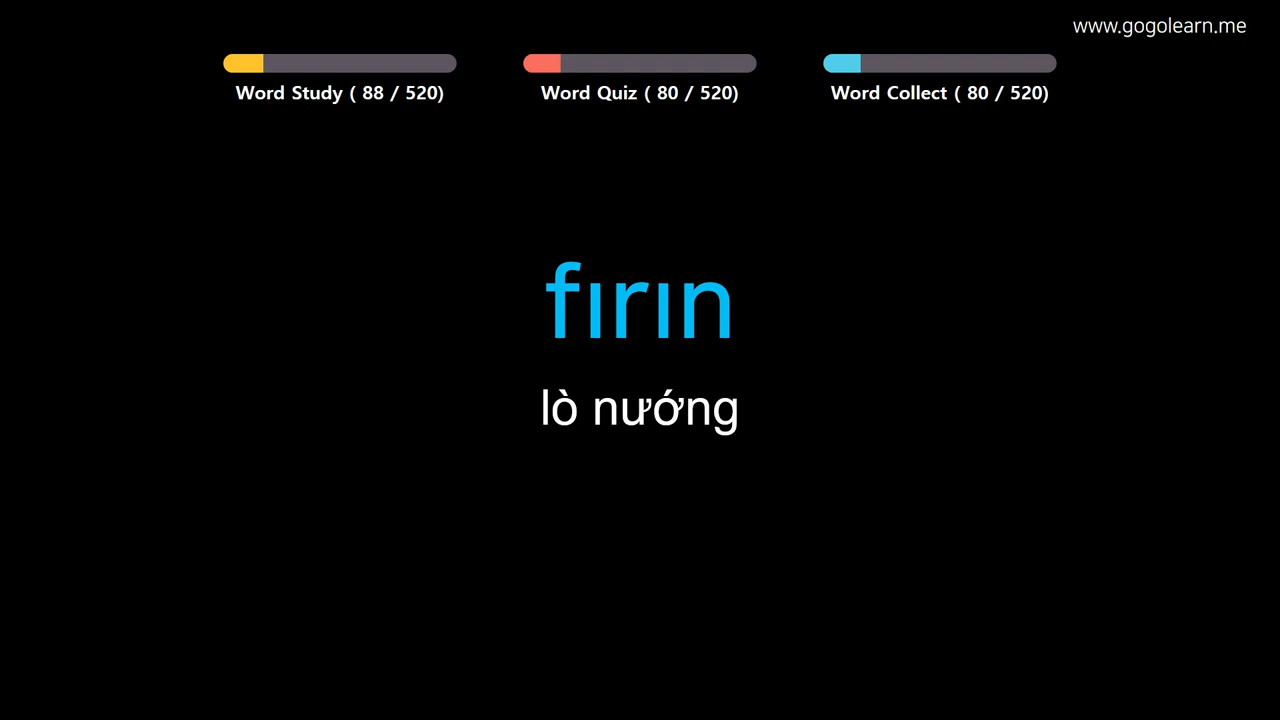 www.gogolearn.me
Word Study ( 88 / 520)
Word Quiz ( 80 / 520)
Word Collect ( 80 / 520)
fırın
lò nướng